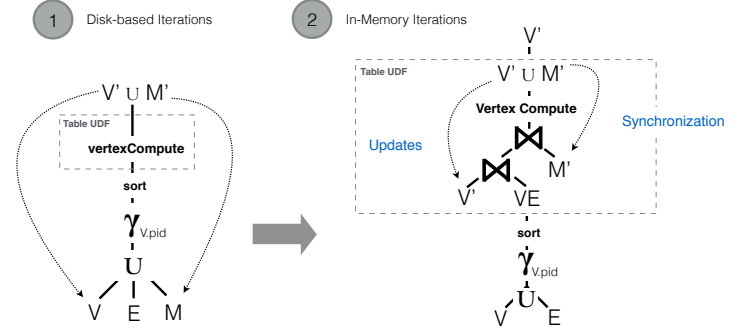 1 Disk-based Iterations
V' ∪ M'
Table UDF
vertexCompute
sort
γ V.pid
∪
V E M
2 In-Memory Iterations
V'
Table UDF
V' ∪ M'
Vertex Compute
Synchronization
Updates
⋈
M'
⋈
V' VE
sort
γ V.pid
∪
V E